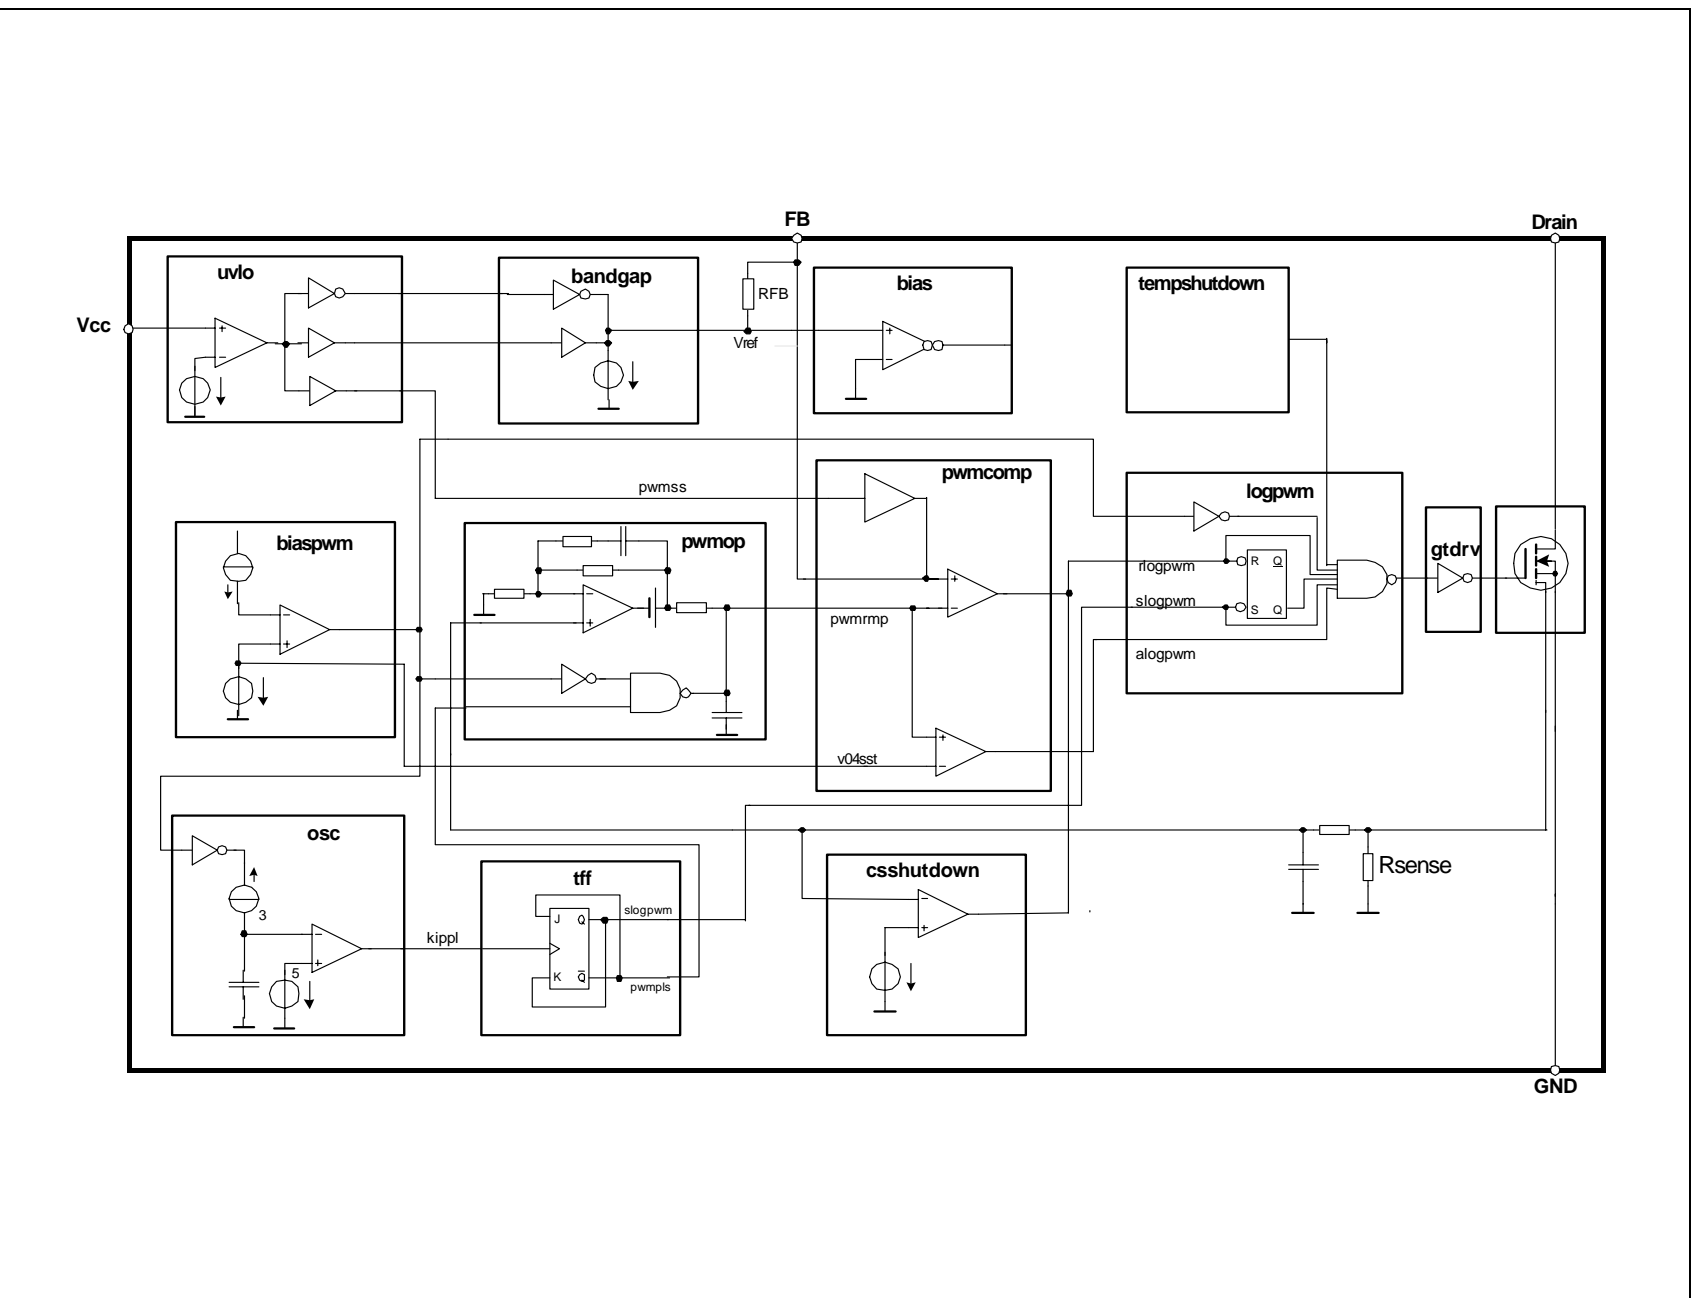 FB
Drain
uvlo
bandgap
RFB
bias
tempshutdown
Vcc
+
−
Vref
+
−
pwmss
pwmcomp
logpwm
biaspwm
pwmop
gtdrv
rlogpwm
R Q
−
+
−
+
+
−
slogpwm
S Q
pwmrmp
alogpwm
+
−
v04sst
osc
tff
csshutdown
Rsense
3
5
−
+
kippl
J Q
K Q
slogpwm
pwmpls
−
+
GND